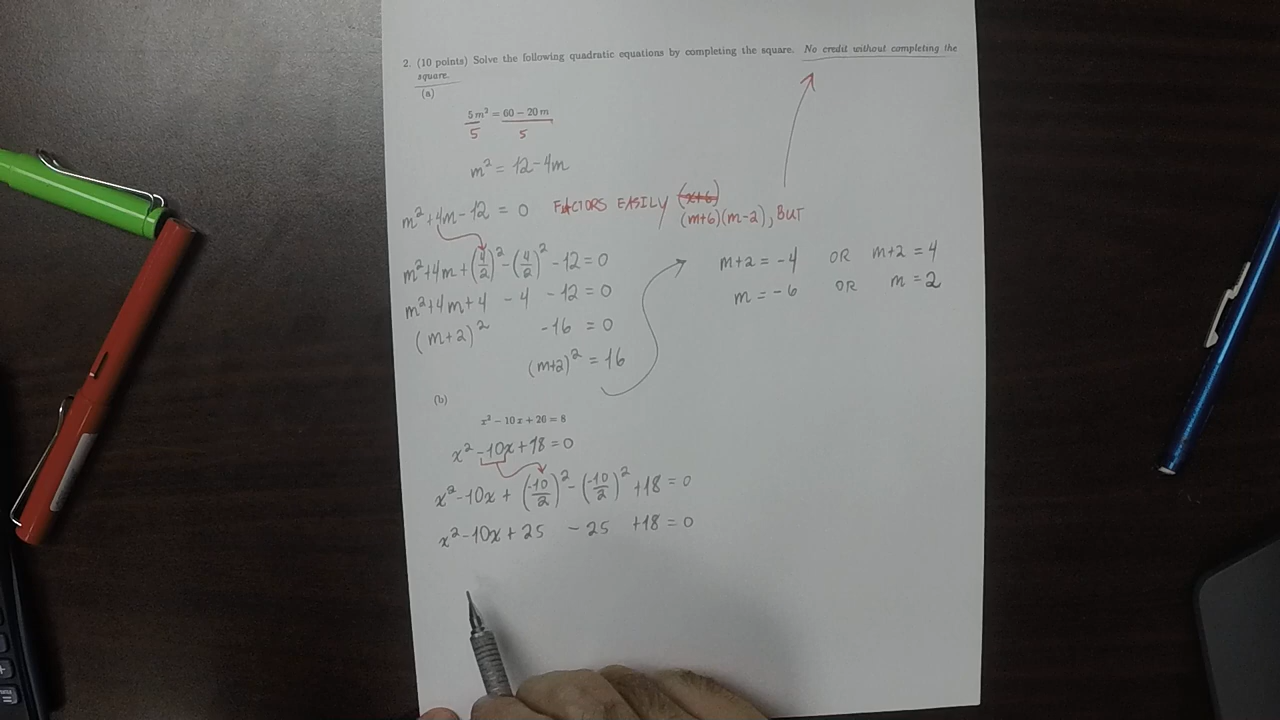 2. (10 points) Solve the following quadratic equations by completing the square. No credit without completing the
square.
(a)
5m² = 60 − 20m
5 5
m² = 12 - 4m
m² + 4m - 12 = 0 FACTORS EASILY (x+6)
(m+6)(m-2), BUT
m² + 4m + (4/2)² - (4/2)² - 12 = 0
m² + 4m + 4 - 4 - 12 = 0
(m+2)² - 16 = 0
(m+2)² = 16
m+2 = -4 OR m+2 = 4
m = -6 OR m = 2
(b)
x² − 10x + 20 = 8
x² - 10x + 18 = 0
x² - 10x + (-10/2)² - (-10/2)² + 18 = 0
x² - 10x + 25 - 25 + 18 = 0